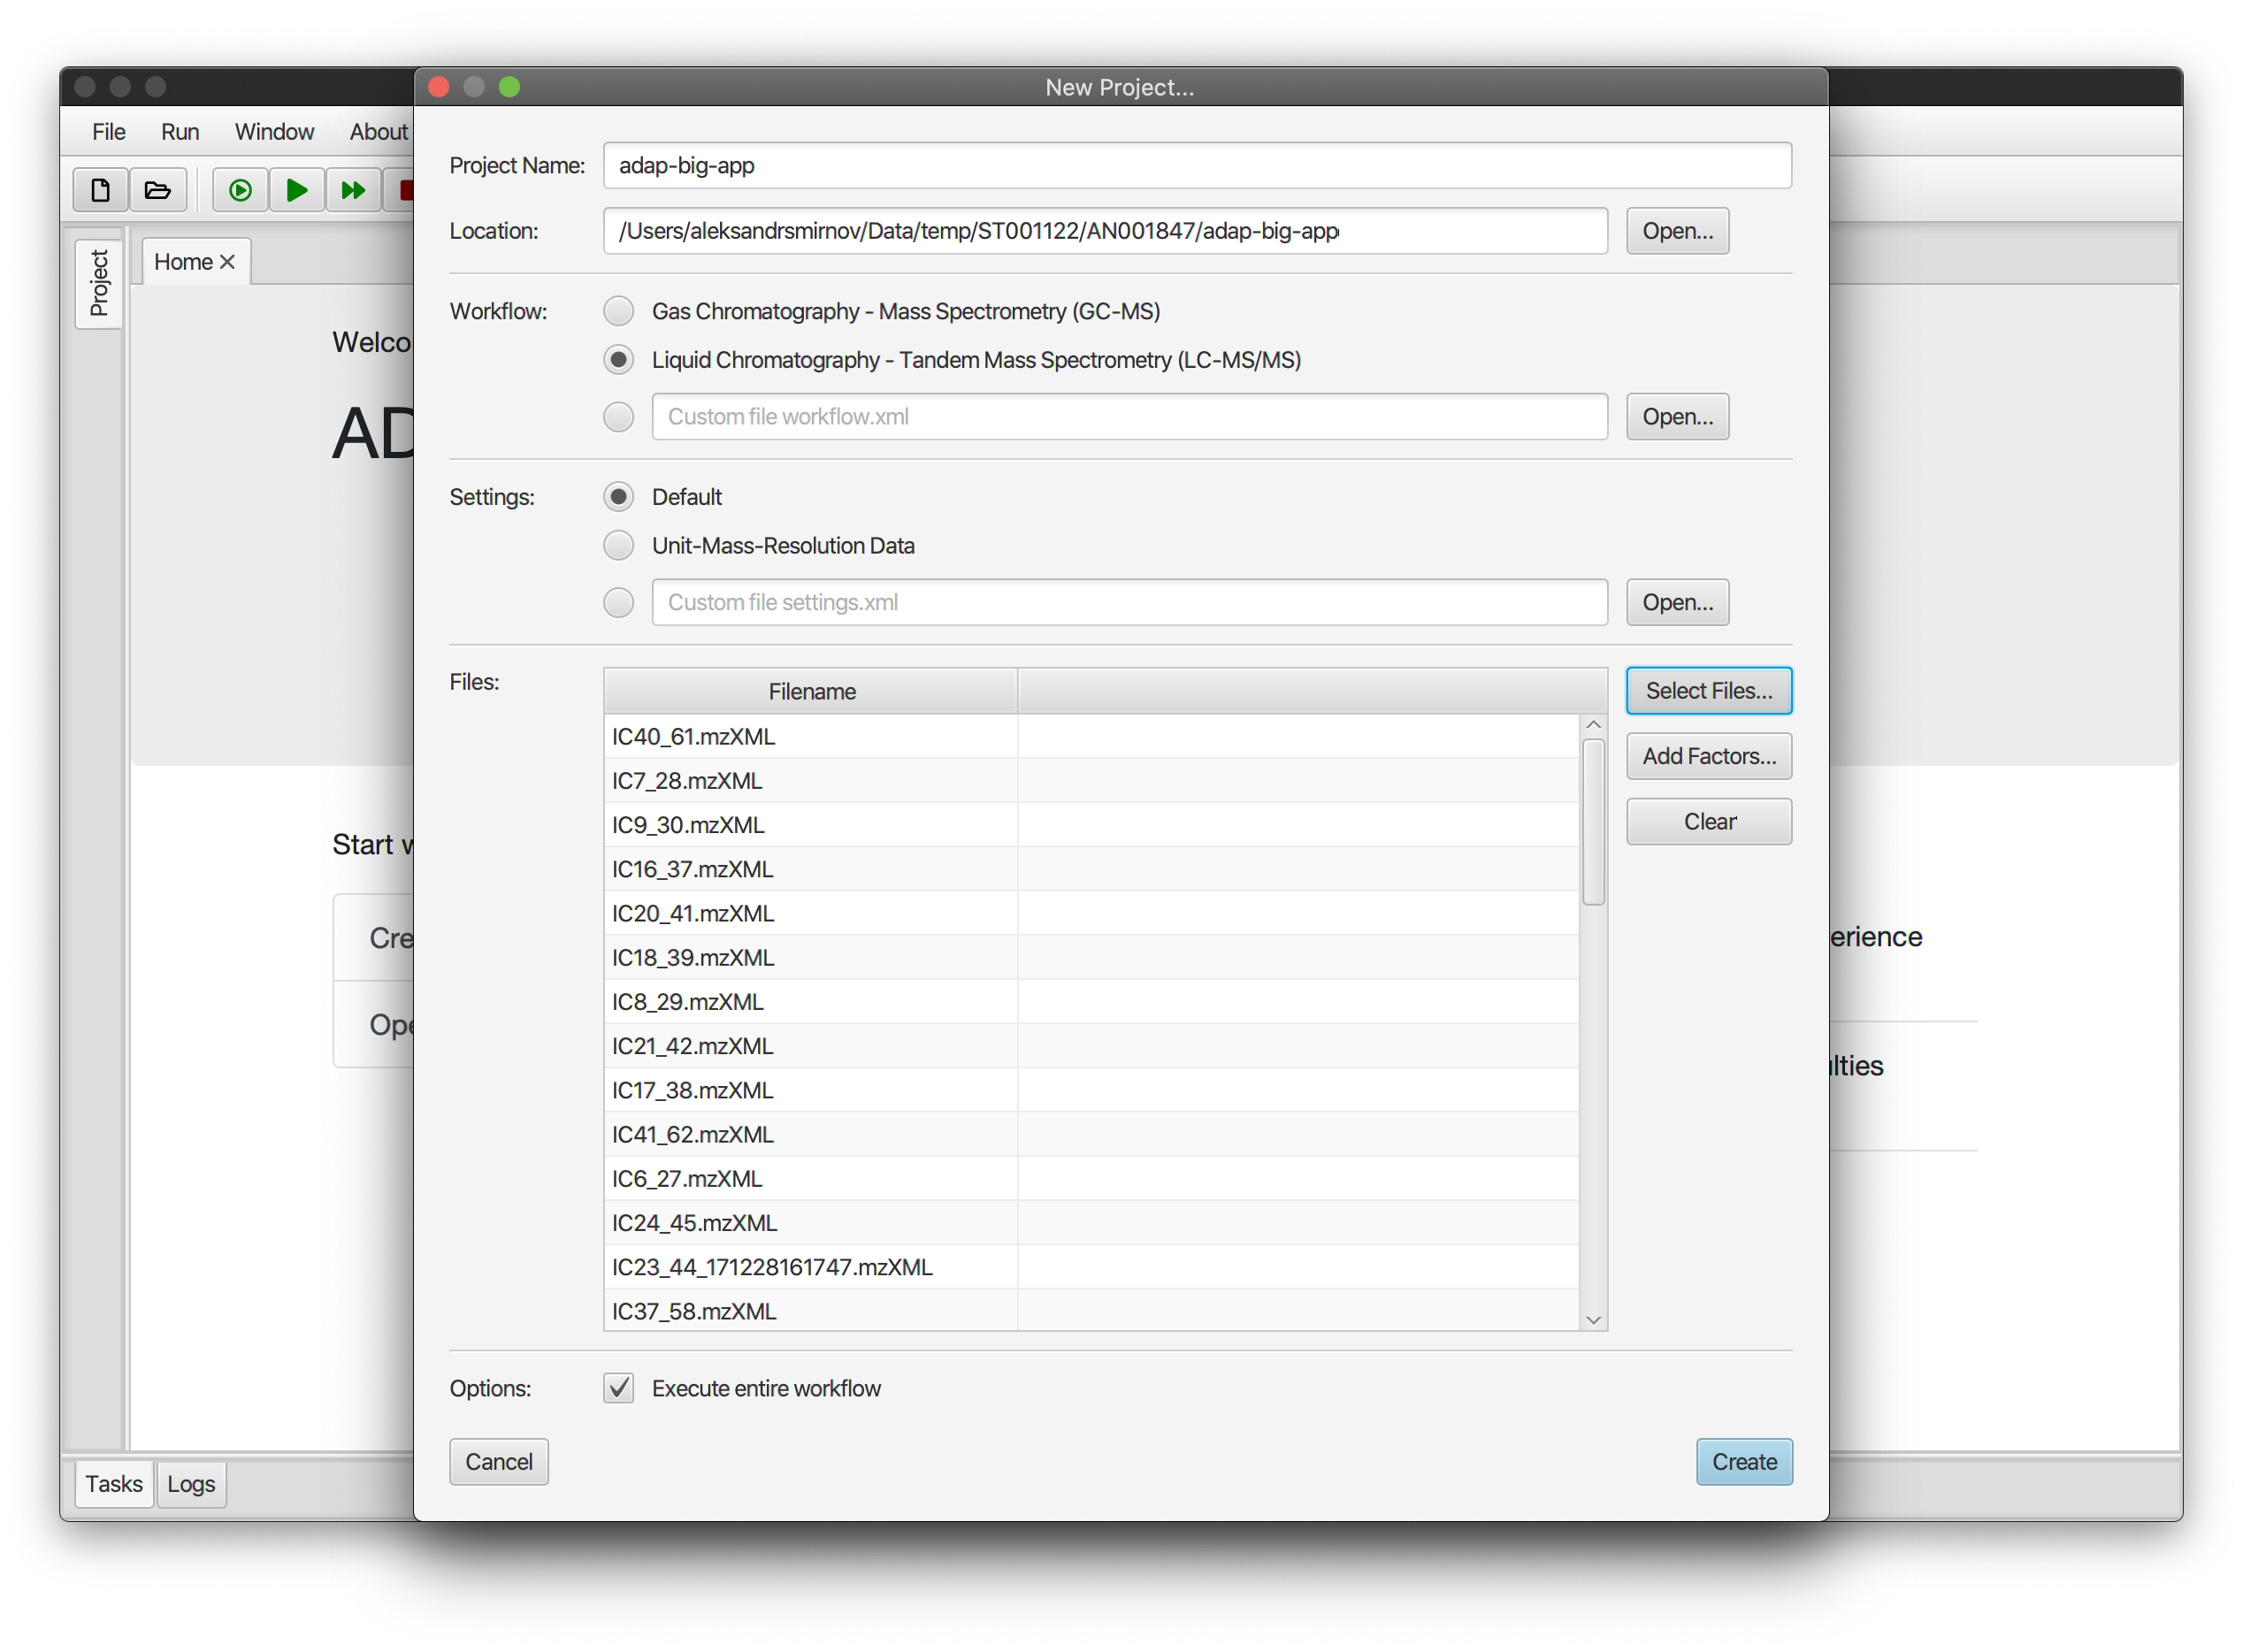 New Project...
File Run Window About
Project Name: adap-big-app
Location: /Users/aleksandrsmirnov/Data/temp/ST001122/AN001847/adap-big-app Open...
Project
Home
Workflow: Gas Chromatography - Mass Spectrometry (GC-MS)
Liquid Chromatography - Tandem Mass Spectrometry (LC-MS/MS)
Custom file workflow.xml Open...
Welco
AD
Settings: Default
Unit-Mass-Resolution Data
Custom file settings.xml Open...
Files: Filename Select Files...
IC40_61.mzXML
Add Factors...
IC7_28.mzXML
IC9_30.mzXML Clear
Start w
IC16_37.mzXML
IC20_41.mzXML
Cre erience
IC18_39.mzXML
IC8_29.mzXML
Ope
IC21_42.mzXML
lties
IC17_38.mzXML
IC41_62.mzXML
IC6_27.mzXML
IC24_45.mzXML
IC23_44_171228161747.mzXML
IC37_58.mzXML
Options: Execute entire workflow
Cancel Create
Tasks Logs